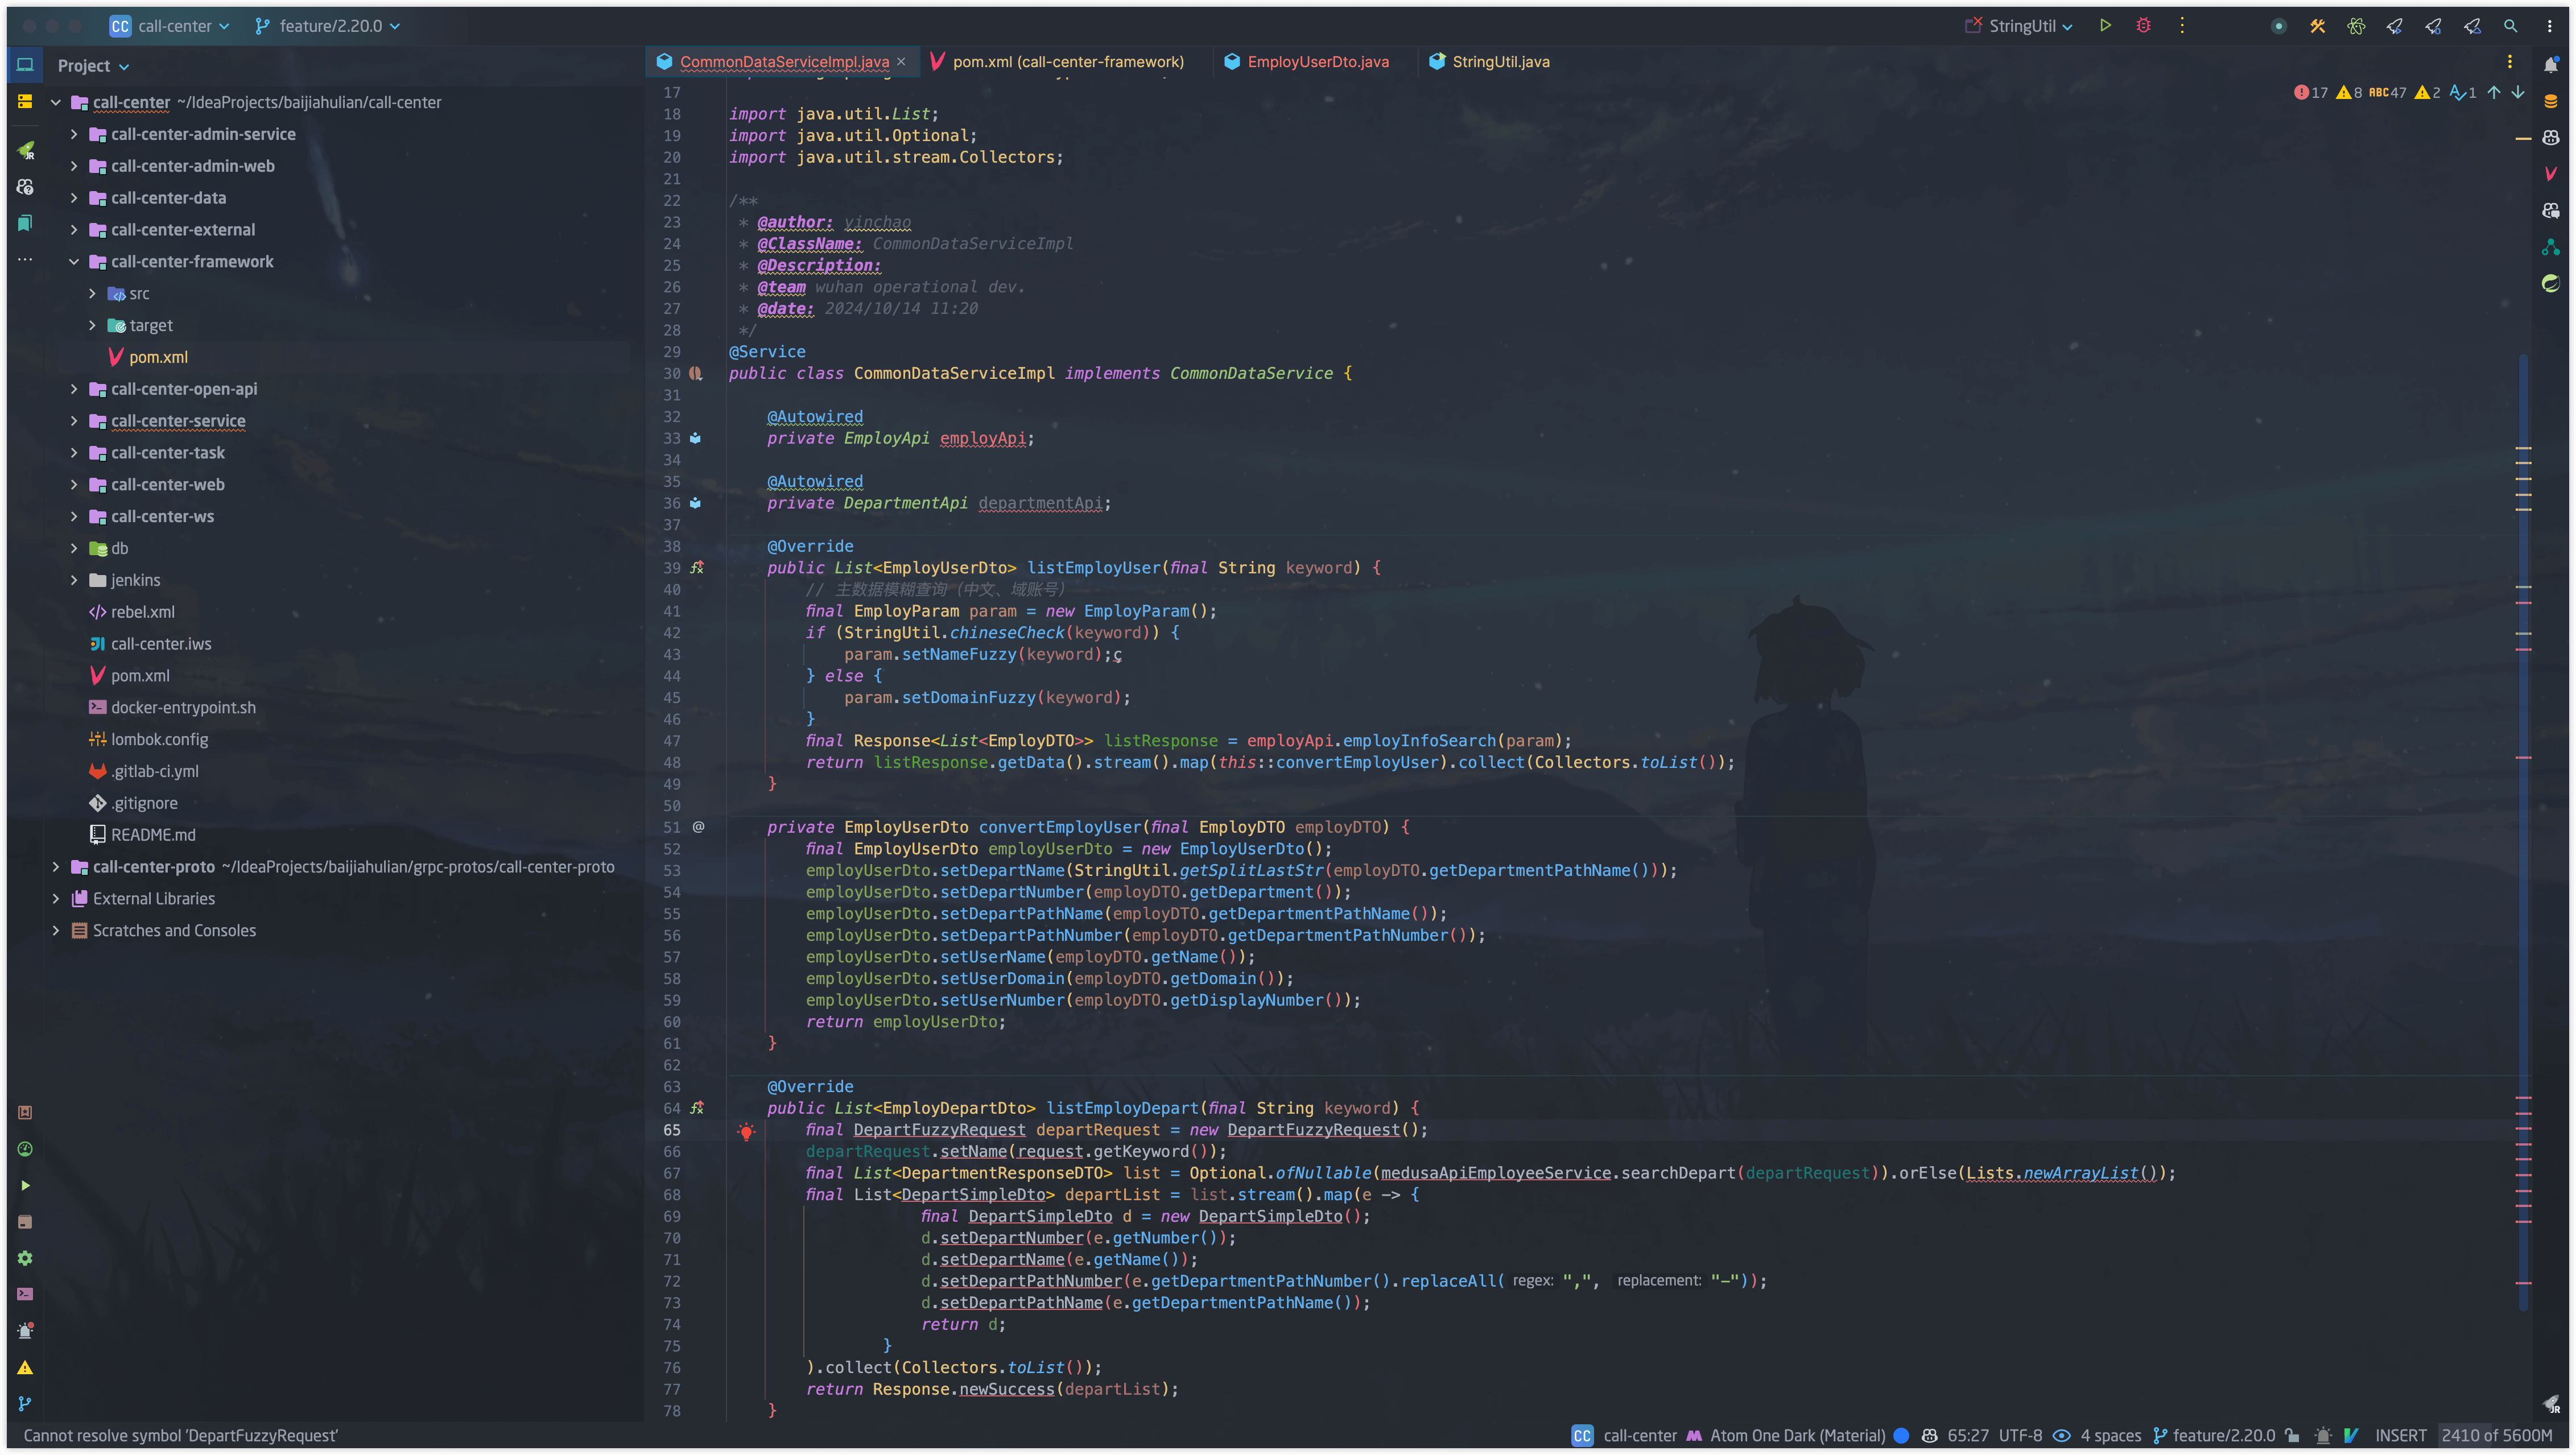 CC call-center feature/2.20.0 StringUtil
Project
call-center ~/IdeaProjects/baijiahulian/call-center
call-center-admin-service
call-center-admin-web
call-center-data
call-center-external
call-center-framework
src
target
pom.xml
call-center-open-api
call-center-service
call-center-task
call-center-web
call-center-ws
db
jenkins
rebel.xml
call-center.iws
pom.xml
docker-entrypoint.sh
lombok.config
.gitlab-ci.yml
.gitignore
README.md
call-center-proto ~/IdeaProjects/baijiahulian/grpc-protos/call-center-proto
External Libraries
Scratches and Consoles
CommonDataServiceImpl.java pom.xml (call-center-framework) EmployUserDto.java StringUtil.java
17 8 ABC 47 2 1
17
18 import java.util.List;
19 import java.util.Optional;
20 import java.util.stream.Collectors;
21
22 /**
23 * @author: yinchao
24 * @ClassName: CommonDataServiceImpl
25 * @Description:
26 * @team wuhan operational dev.
27 * @date: 2024/10/14 11:20
28 */
29 @Service
30 public class CommonDataServiceImpl implements CommonDataService {
31
32 @Autowired
33 private EmployApi employApi;
34
35 @Autowired
36 private DepartmentApi departmentApi;
37
38 @Override
39 public List<EmployUserDto> listEmployUser(final String keyword) {
40 // 主数据模糊查询（中文、域账号）
41 final EmployParam param = new EmployParam();
42 if (StringUtil.chineseCheck(keyword)) {
43 param.setNameFuzzy(keyword);c
44 } else {
45 param.setDomainFuzzy(keyword);
46 }
47 final Response<List<EmployDTO>> listResponse = employApi.employInfoSearch(param);
48 return listResponse.getData().stream().map(this::convertEmployUser).collect(Collectors.toList());
49 }
50
51 @ private EmployUserDto convertEmployUser(final EmployDTO employDTO) {
52 final EmployUserDto employUserDto = new EmployUserDto();
53 employUserDto.setDepartName(StringUtil.getSplitLastStr(employDTO.getDepartmentPathName()));
54 employUserDto.setDepartNumber(employDTO.getDepartment());
55 employUserDto.setDepartPathName(employDTO.getDepartmentPathName());
56 employUserDto.setDepartPathNumber(employDTO.getDepartmentPathNumber());
57 employUserDto.setUserName(employDTO.getName());
58 employUserDto.setUserDomain(employDTO.getDomain());
59 employUserDto.setUserNumber(employDTO.getDisplayNumber());
60 return employUserDto;
61 }
62
63 @Override
64 public List<EmployDepartDto> listEmployDepart(final String keyword) {
65 final DepartFuzzyRequest departRequest = new DepartFuzzyRequest();
66 departRequest.setName(request.getKeyword());
67 final List<DepartmentResponseDTO> list = Optional.ofNullable(medusaApiEmployeeService.searchDepart(departRequest)).orElse(Lists.newArrayList());
68 final List<DepartSimpleDto> departList = list.stream().map(e -> {
69 final DepartSimpleDto d = new DepartSimpleDto();
70 d.setDepartNumber(e.getNumber());
71 d.setDepartName(e.getName());
72 d.setDepartPathNumber(e.getDepartmentPathNumber().replaceAll( regex: ",", replacement: "-"));
73 d.setDepartPathName(e.getDepartmentPathName());
74 return d;
75 }
76 ).collect(Collectors.toList());
77 return Response.newSuccess(departList);
78 }
Cannot resolve symbol 'DepartFuzzyRequest' CC call-center Atom One Dark (Material) 65:27 UTF-8 4 spaces feature/2.20.0 INSERT 2410 of 5600M